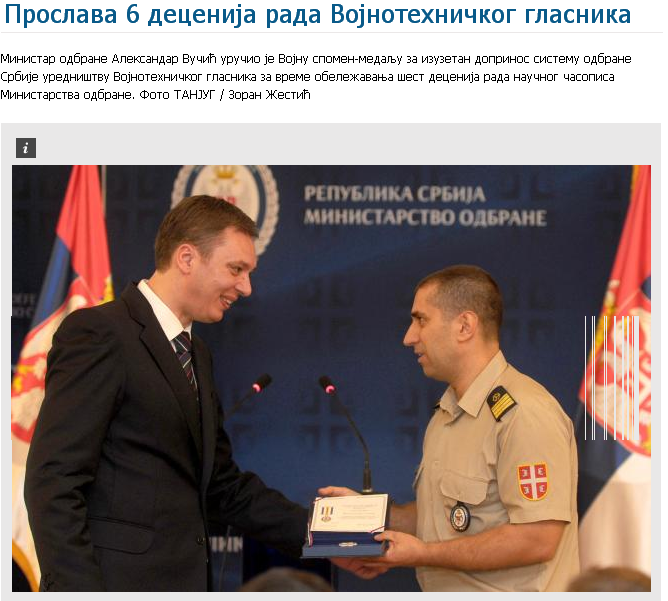 Прослава 6 деценија рада Војнотехничког гласника
Министар одбране Александар Вучић уручио је Војну спомен-медаљу за изузетан допринос систему одбране
Србије уредништву Војнотехничког гласника за време обележавања шест деценија рада научног часописа
Министарства одбране. Фото ТАНЈУГ / Зоран Жестић
i
РЕПУБЛИКА СРБИЈА
МИНИСТАРСТВО ОДБРАНЕ